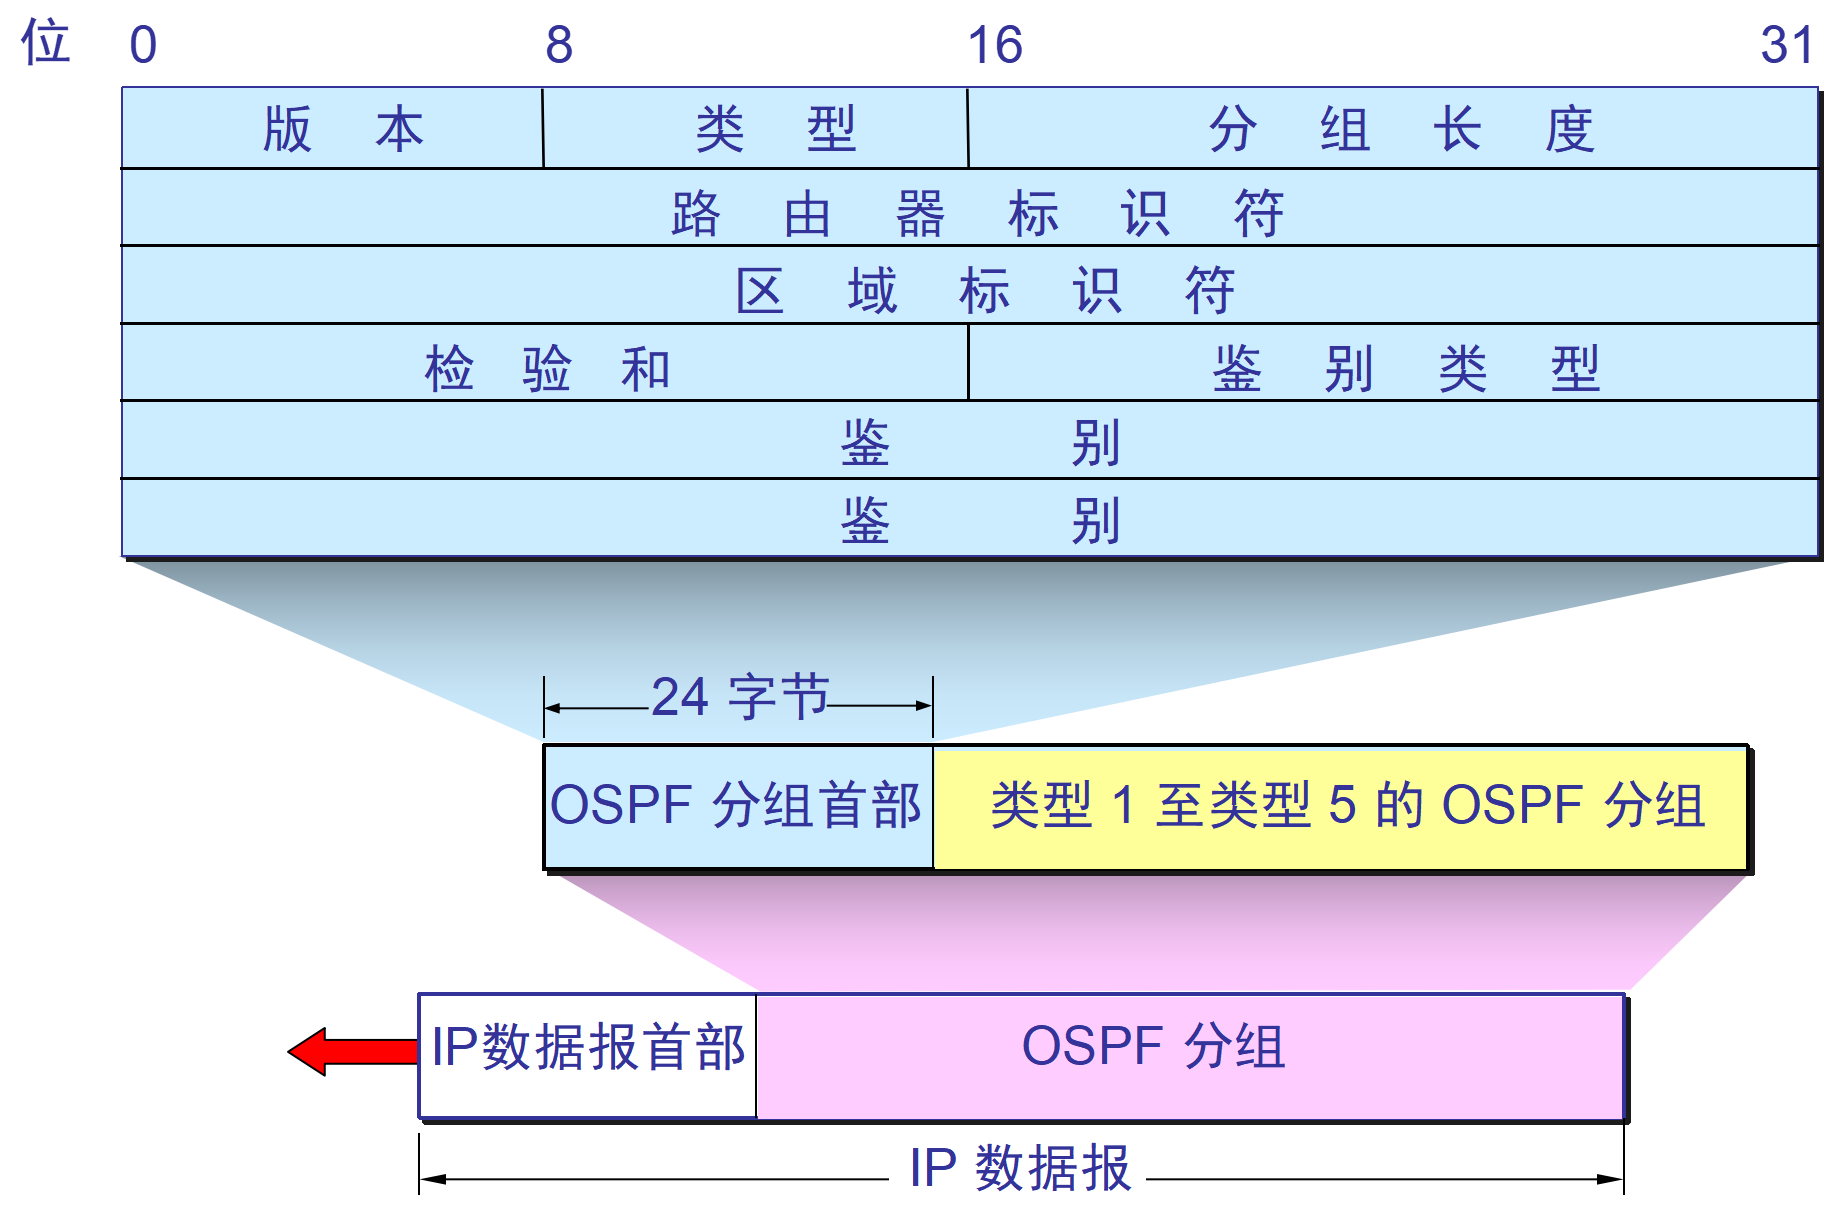 位 0 8 16 31
版 本 类 型 分 组 长 度
路 由 器 标 识 符
区 域 标 识 符
检 验 和 鉴 别 类 型
鉴 别
鉴 别
24 字节
OSPF 分组首部 类型 1 至类型 5 的 OSPF 分组
IP数据报首部 OSPF 分组
IP 数据报